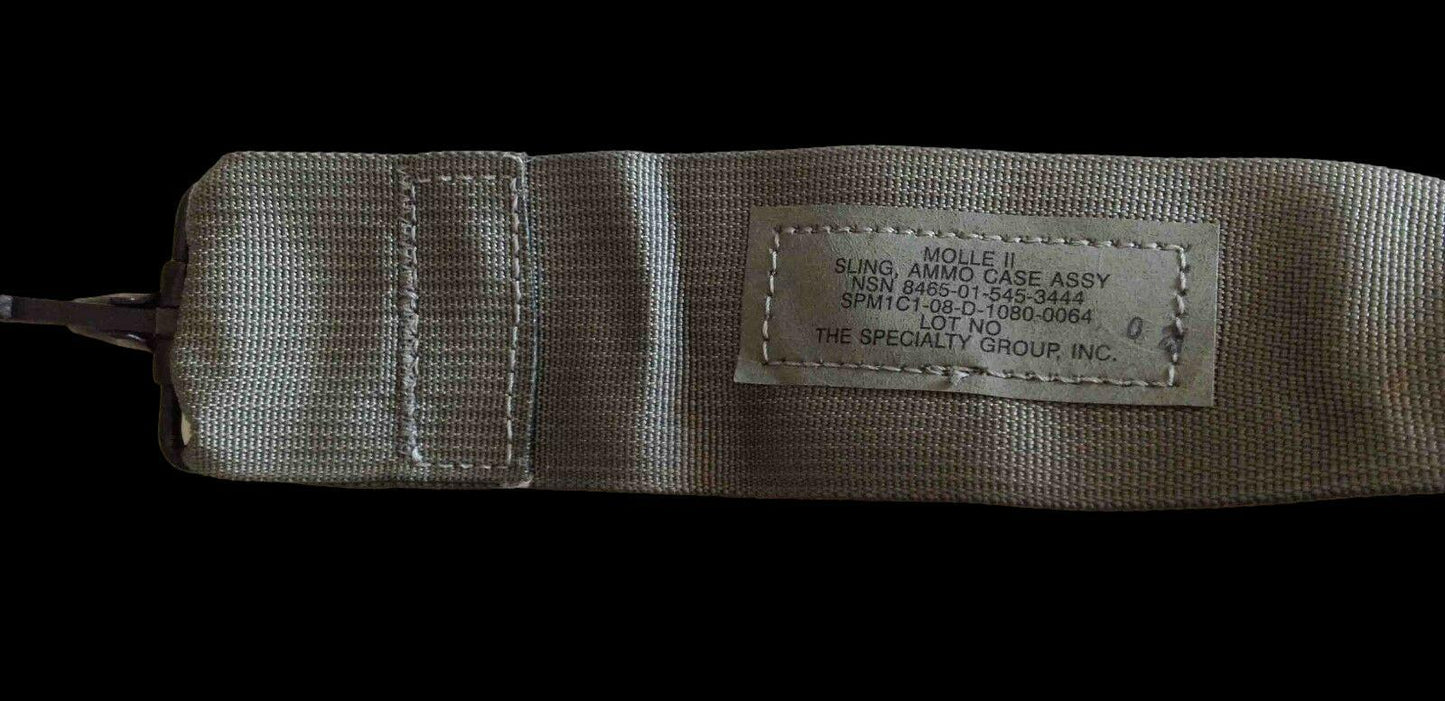 MOLLE II
SLING, AMMO CASE ASSY
NSN 8465-01-545-3444
SPM1C1-08-D-1080-0064
LOT NO 0
THE SPECIALTY GROUP, INC.